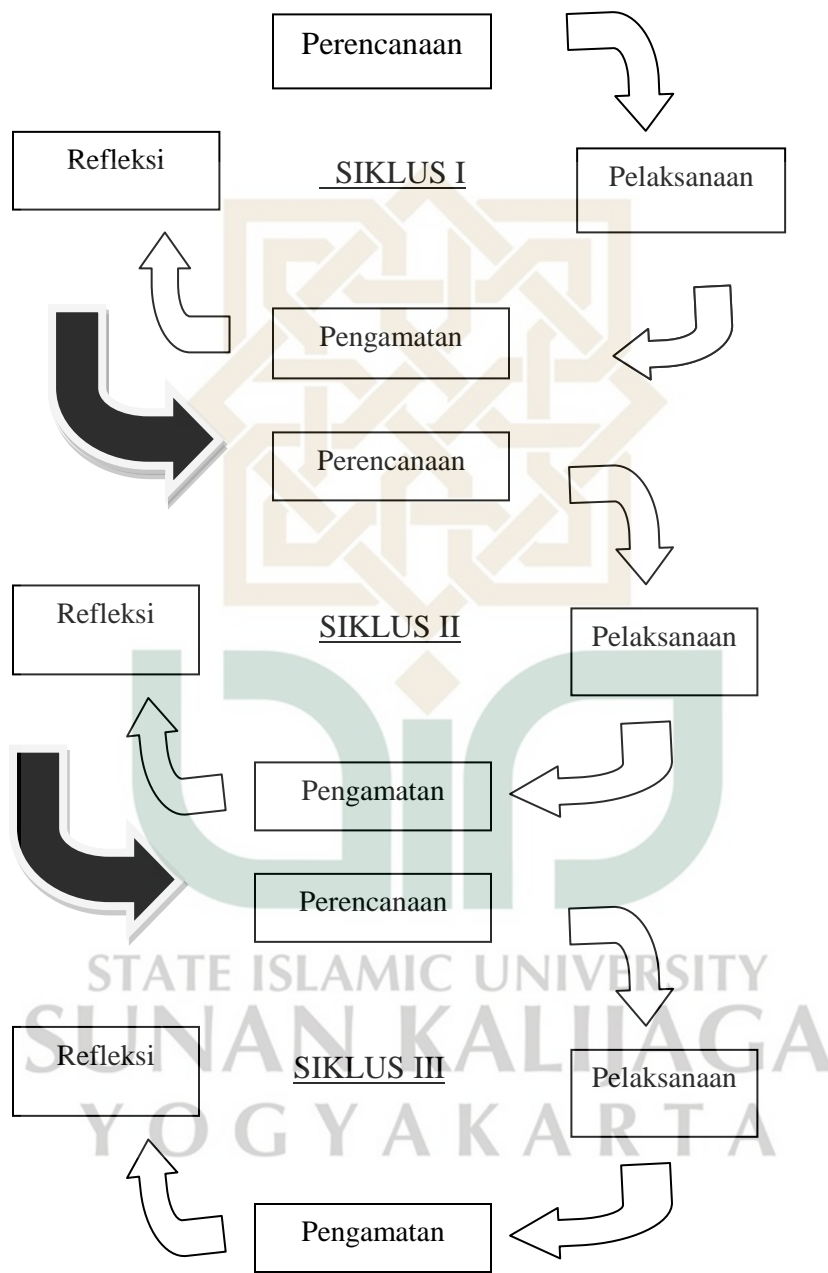 Perencanaan
Refleksi
SIKLUS I
Pelaksanaan
Pengamatan
Perencanaan
Refleksi
SIKLUS II
Pelaksanaan
Pengamatan
Perencanaan
STATE ISLAMIC UNIVERSITY
SUNAN KALIJAGA
Refleksi
SIKLUS III
Pelaksanaan
YOGYAKARTA
Pengamatan